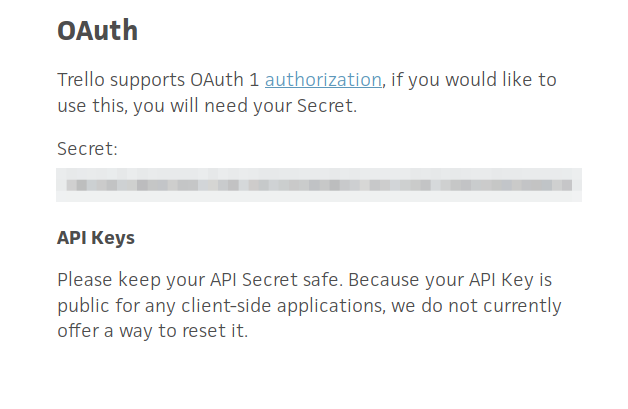 OAuth
Trello supports OAuth 1 authorization, if you would like to
use this, you will need your Secret.
Secret:
API Keys
Please keep your API Secret safe. Because your API Key is
public for any client-side applications, we do not currently
offer a way to reset it.